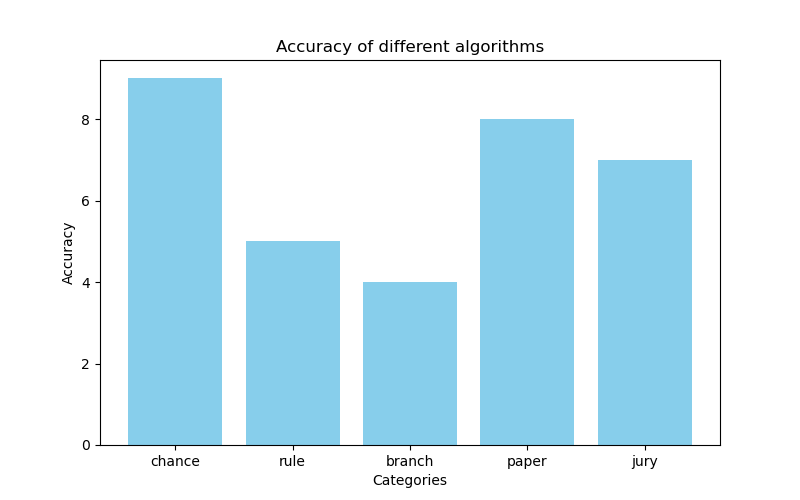 Accuracy of different algorithms
Accuracy
8
6
4
2
0
chance rule branch paper jury
Categories